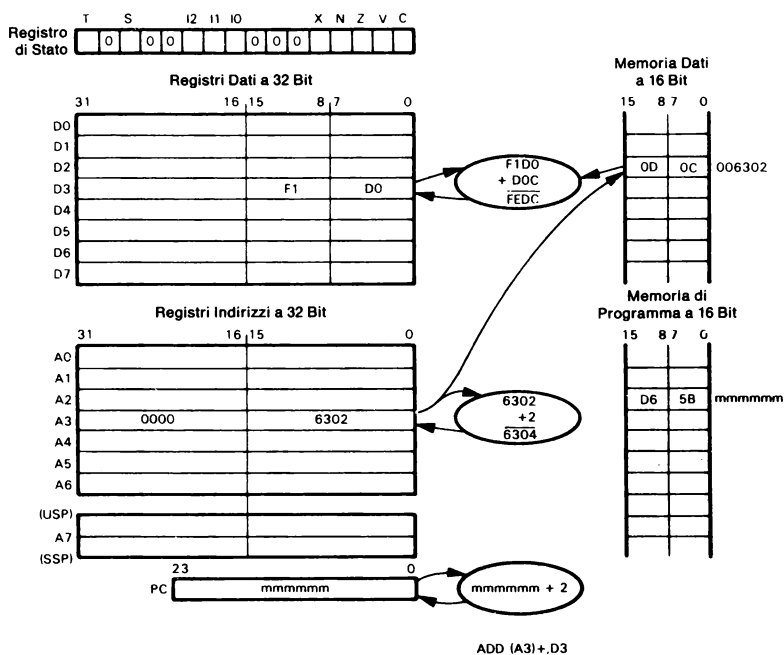 T S I2 I1 I0 X N Z V C
Registro
di Stato
0 0 0 0 0 0
Registri Dati a 32 Bit
31 16 15 8 7 0
D0
D1
D2
D3 F1 D0
D4
D5
D6
D7
F1D0
+ D0C
FEDC
Memoria Dati
a 16 Bit
15 8 7 0
0D 0C 006302
Registri Indirizzi a 32 Bit
31 16 15 0
A0
A1
A2
A3 0000 6302
A4
A5
A6
(USP)
A7
(SSP)
6302
+2
6304
Memoria di
Programma a 16 Bit
15 8 7 0
D6 5B mmmmmm
23 0
PC mmmmmm
mmmmmm + 2
ADD (A3)+,D3